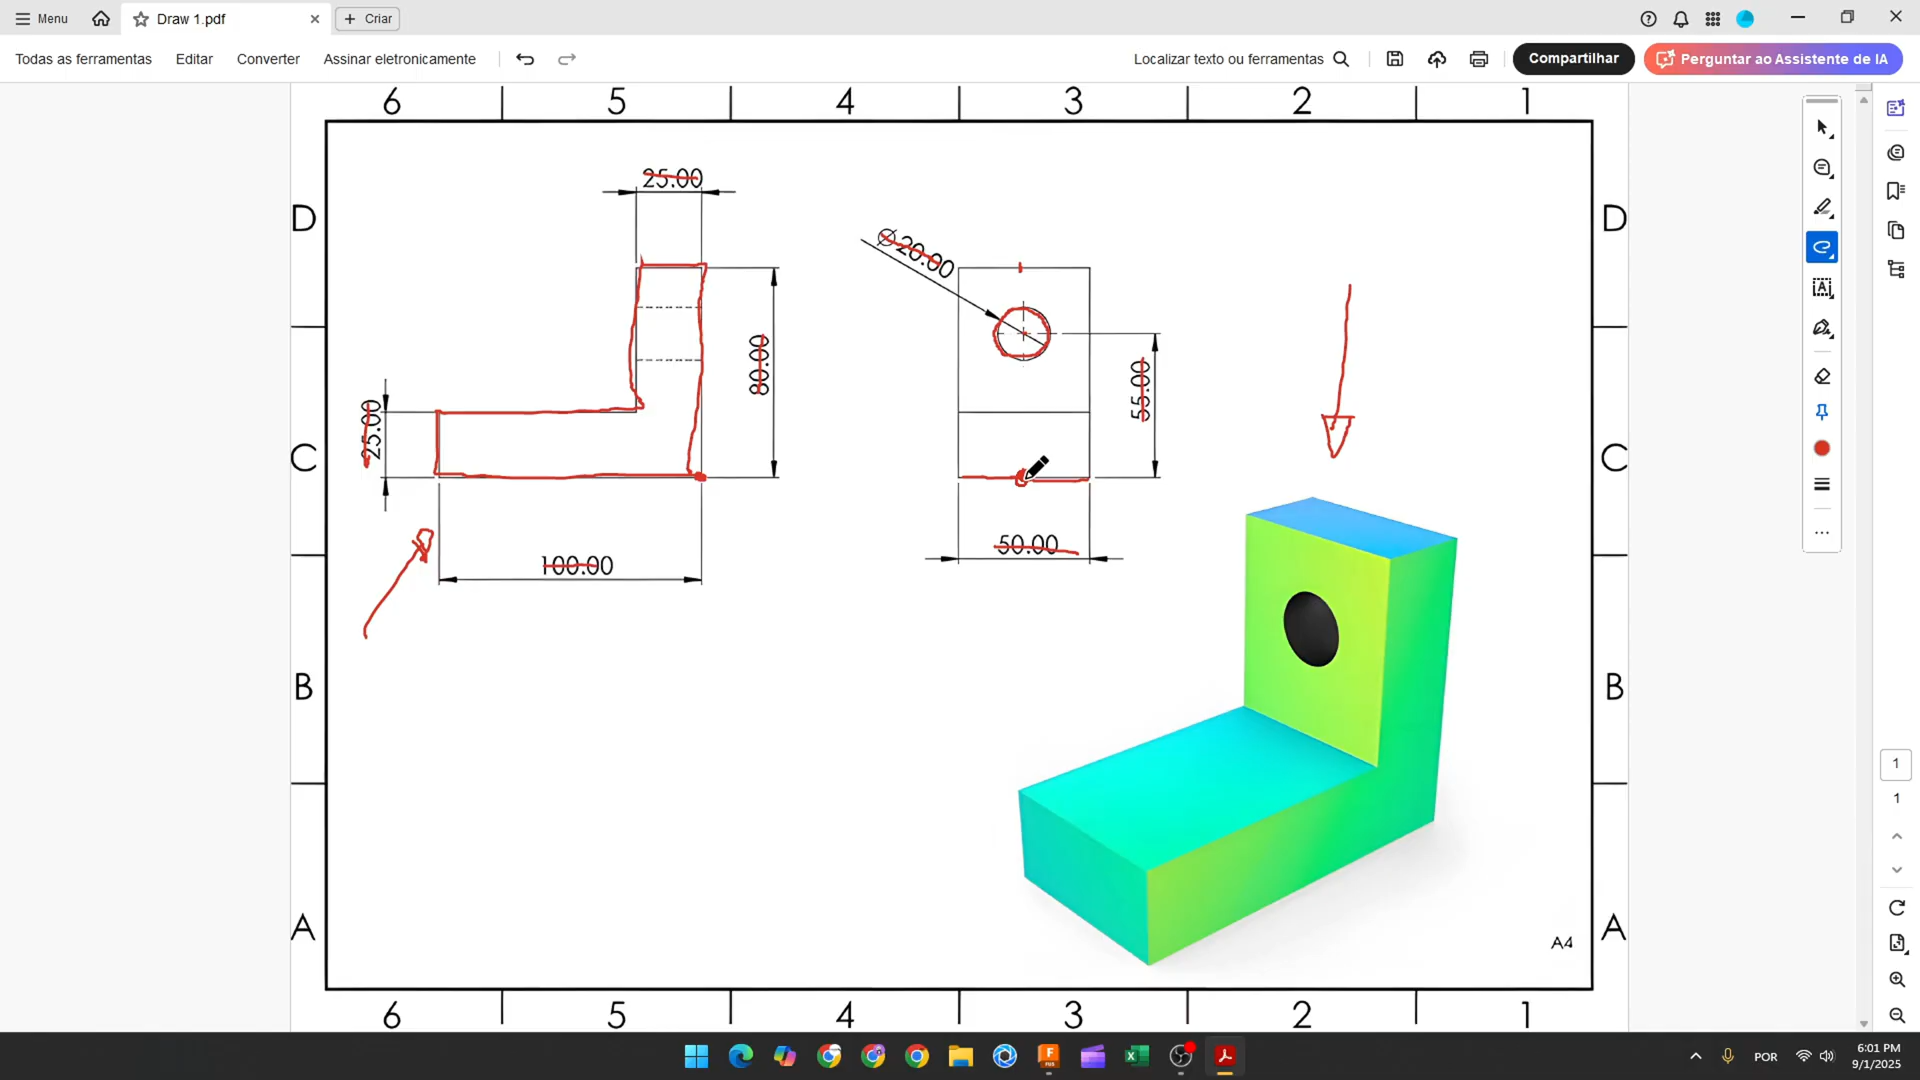 Menu
Draw 1.pdf
Criar
Todas as ferramentas
Editar
Converter
Assinar eletronicamente
Localizar texto ou ferramentas
Compartilhar
Perguntar ao Assistente de IA
6 5 4 3 2 1
25.00
D
⌀20.00
D
80.00
55.00
25.00
C
C
50.00
100.00
B
B
1
1
A
A4
A
6 5 4 3 2 1
POR
6:01 PM
9/1/2025